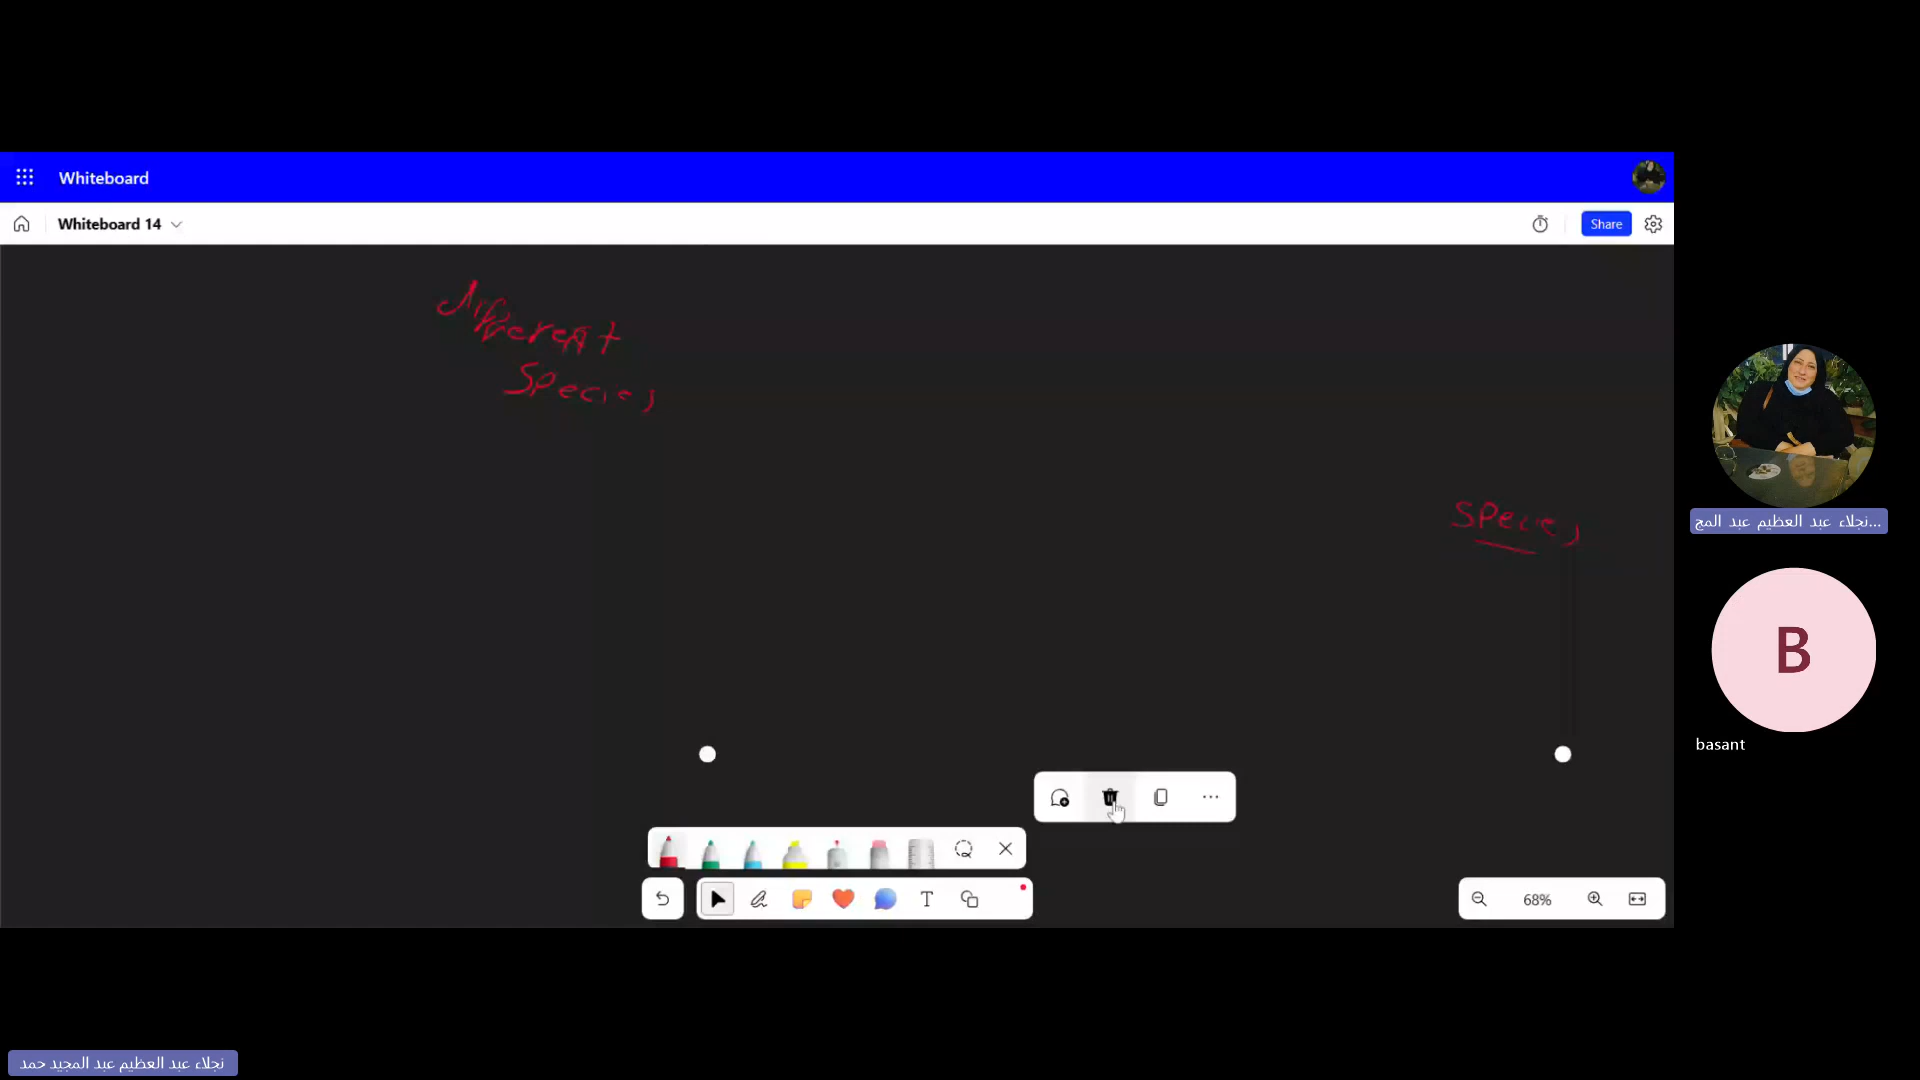 Whiteboard
Whiteboard 14
Share
different
species
species
نجلاء عبد العظيم عبد المج...
B
basant
68%
نجلاء عبد العظيم عبد المجيد حمد